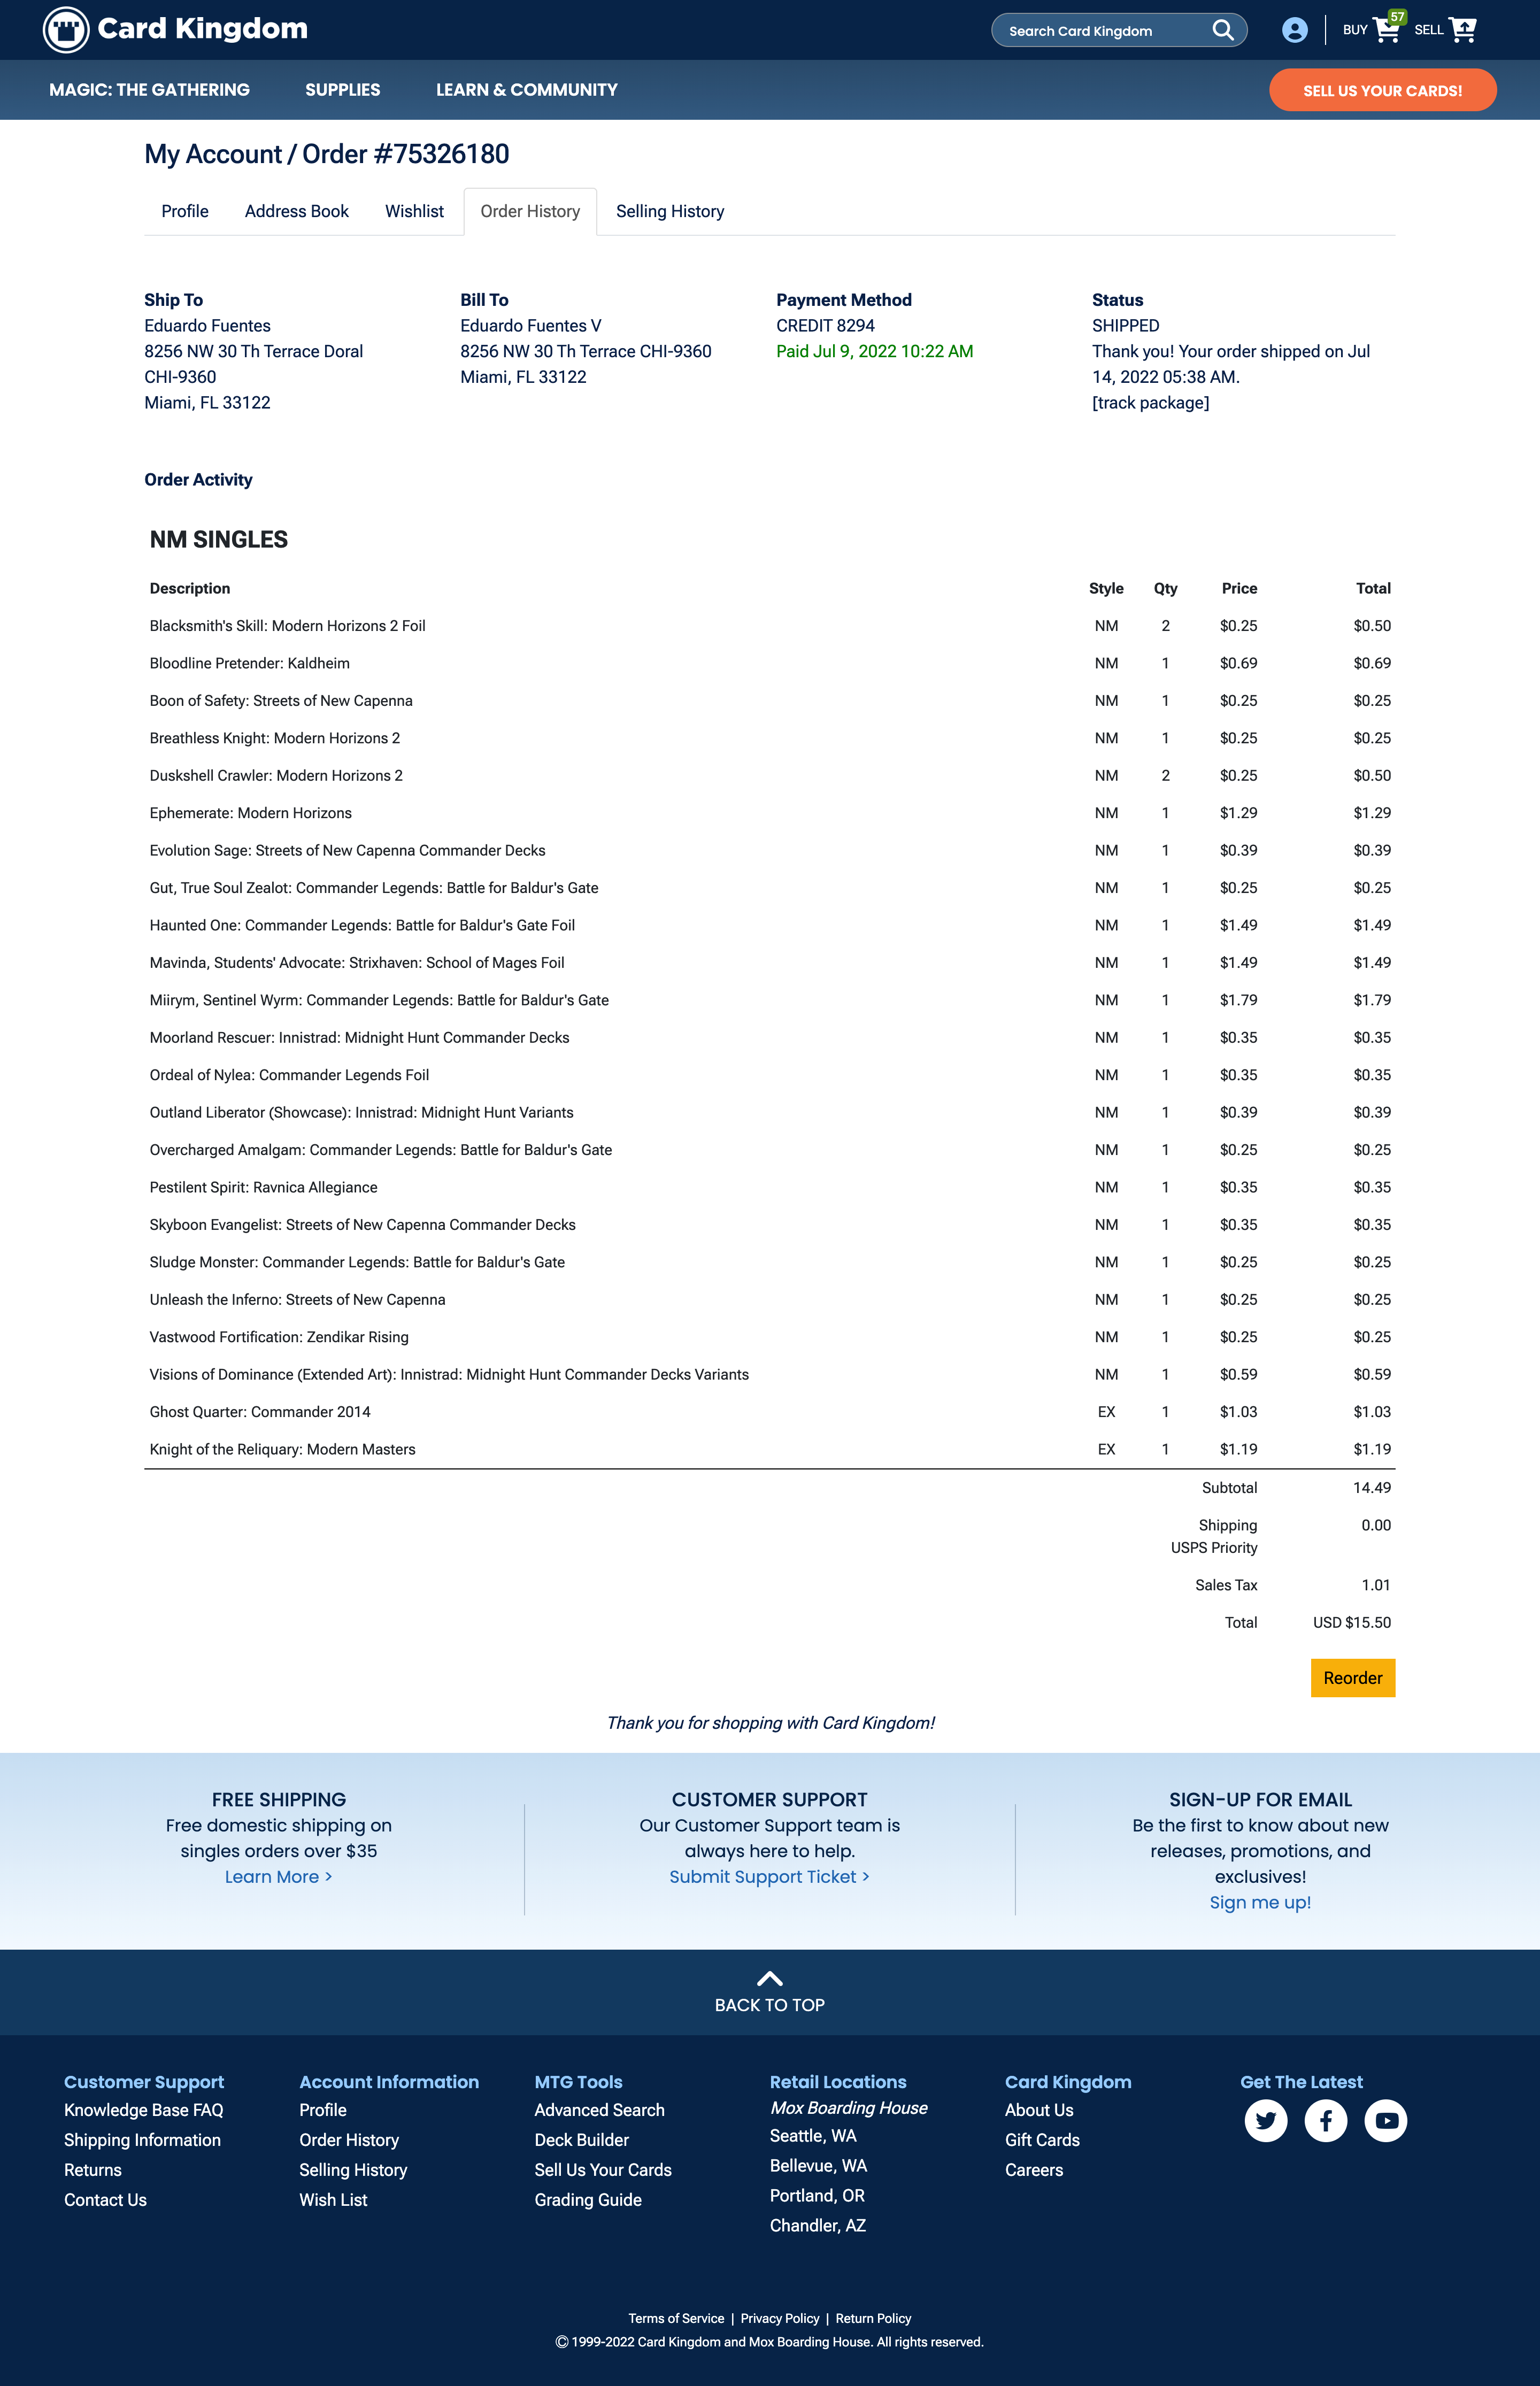 Card Kingdom
Search Card Kingdom
BUY 57 SELL
MAGIC: THE GATHERING SUPPLIES LEARN & COMMUNITY SELL US YOUR CARDS!
My Account / Order #75326180
Profile Address Book Wishlist Order History Selling History
Ship To
Eduardo Fuentes
8256 NW 30 Th Terrace Doral
CHI-9360
Miami, FL 33122
Bill To
Eduardo Fuentes V
8256 NW 30 Th Terrace CHI-9360
Miami, FL 33122
Payment Method
CREDIT 8294
Paid Jul 9, 2022 10:22 AM
Status
SHIPPED
Thank you! Your order shipped on Jul
14, 2022 05:38 AM.
[track package]
Order Activity
NM SINGLES
Description Style Qty Price Total
Blacksmith's Skill: Modern Horizons 2 Foil NM 2 $0.25 $0.50
Bloodline Pretender: Kaldheim NM 1 $0.69 $0.69
Boon of Safety: Streets of New Capenna NM 1 $0.25 $0.25
Breathless Knight: Modern Horizons 2 NM 1 $0.25 $0.25
Duskshell Crawler: Modern Horizons 2 NM 2 $0.25 $0.50
Ephemerate: Modern Horizons NM 1 $1.29 $1.29
Evolution Sage: Streets of New Capenna Commander Decks NM 1 $0.39 $0.39
Gut, True Soul Zealot: Commander Legends: Battle for Baldur's Gate NM 1 $0.25 $0.25
Haunted One: Commander Legends: Battle for Baldur's Gate Foil NM 1 $1.49 $1.49
Mavinda, Students' Advocate: Strixhaven: School of Mages Foil NM 1 $1.49 $1.49
Miirym, Sentinel Wyrm: Commander Legends: Battle for Baldur's Gate NM 1 $1.79 $1.79
Moorland Rescuer: Innistrad: Midnight Hunt Commander Decks NM 1 $0.35 $0.35
Ordeal of Nylea: Commander Legends Foil NM 1 $0.35 $0.35
Outland Liberator (Showcase): Innistrad: Midnight Hunt Variants NM 1 $0.39 $0.39
Overcharged Amalgam: Commander Legends: Battle for Baldur's Gate NM 1 $0.25 $0.25
Pestilent Spirit: Ravnica Allegiance NM 1 $0.35 $0.35
Skyboon Evangelist: Streets of New Capenna Commander Decks NM 1 $0.35 $0.35
Sludge Monster: Commander Legends: Battle for Baldur's Gate NM 1 $0.25 $0.25
Unleash the Inferno: Streets of New Capenna NM 1 $0.25 $0.25
Vastwood Fortification: Zendikar Rising NM 1 $0.25 $0.25
Visions of Dominance (Extended Art): Innistrad: Midnight Hunt Commander Decks Variants NM 1 $0.59 $0.59
Ghost Quarter: Commander 2014 EX 1 $1.03 $1.03
Knight of the Reliquary: Modern Masters EX 1 $1.19 $1.19
Subtotal 14.49
Shipping 0.00
USPS Priority
Sales Tax 1.01
Total USD $15.50
Reorder
Thank you for shopping with Card Kingdom!
FREE SHIPPING
Free domestic shipping on
singles orders over $35
Learn More >
CUSTOMER SUPPORT
Our Customer Support team is
always here to help.
Submit Support Ticket >
SIGN-UP FOR EMAIL
Be the first to know about new
releases, promotions, and
exclusives!
Sign me up!
BACK TO TOP
Customer Support
Knowledge Base FAQ
Shipping Information
Returns
Contact Us
Account Information
Profile
Order History
Selling History
Wish List
MTG Tools
Advanced Search
Deck Builder
Sell Us Your Cards
Grading Guide
Retail Locations
Mox Boarding House
Seattle, WA
Bellevue, WA
Portland, OR
Chandler, AZ
Card Kingdom
About Us
Gift Cards
Careers
Get The Latest
Terms of Service | Privacy Policy | Return Policy
© 1999-2022 Card Kingdom and Mox Boarding House. All rights reserved.